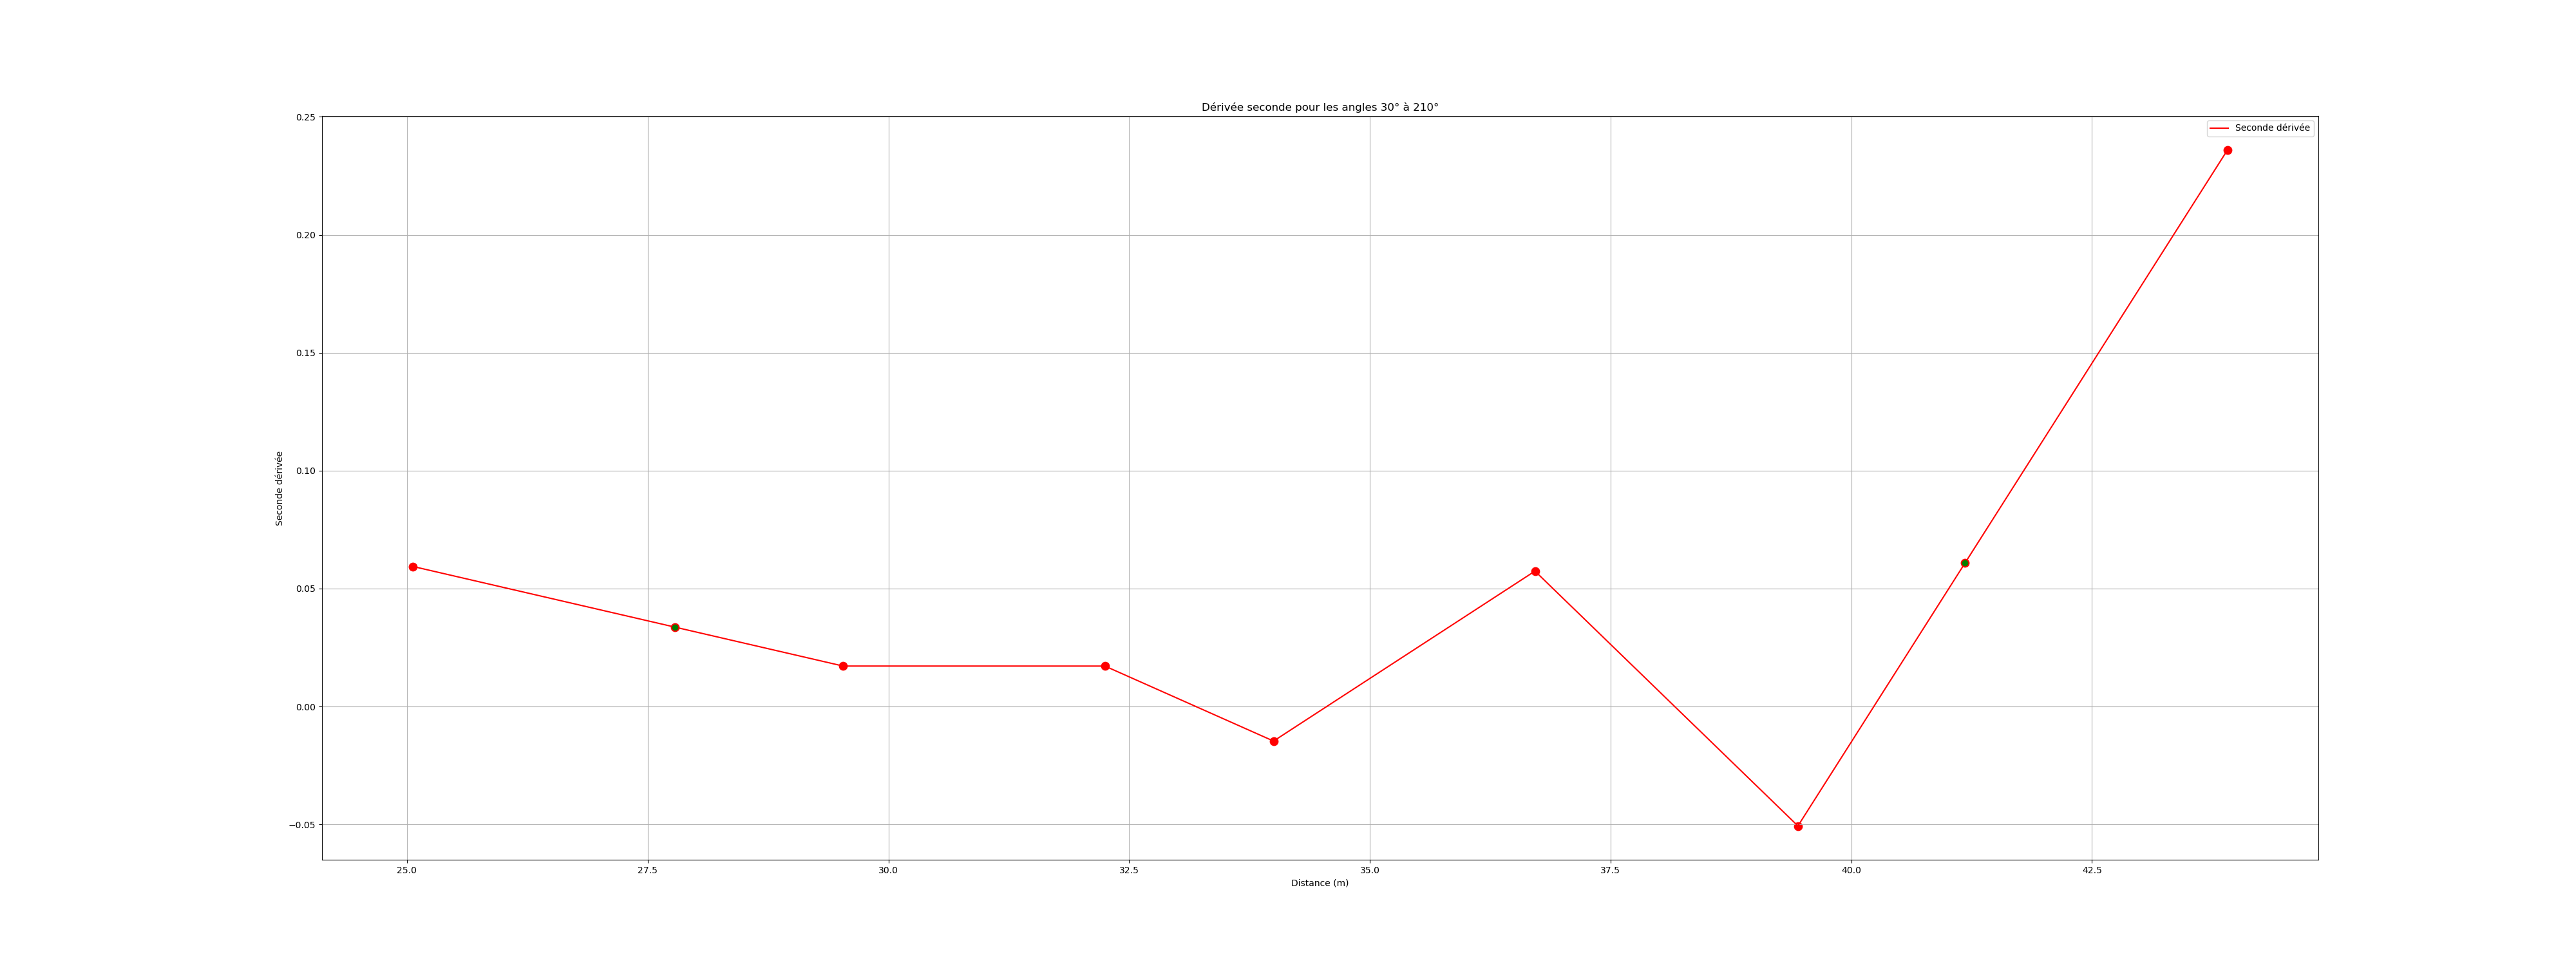 Dérivée seconde pour les angles 30° à 210°
Seconde dérivée
0.25
0.20
0.15
0.10
0.05
0.00
−0.05
Seconde dérivée
25.0 27.5 30.0 32.5 35.0 37.5 40.0 42.5
Distance (m)